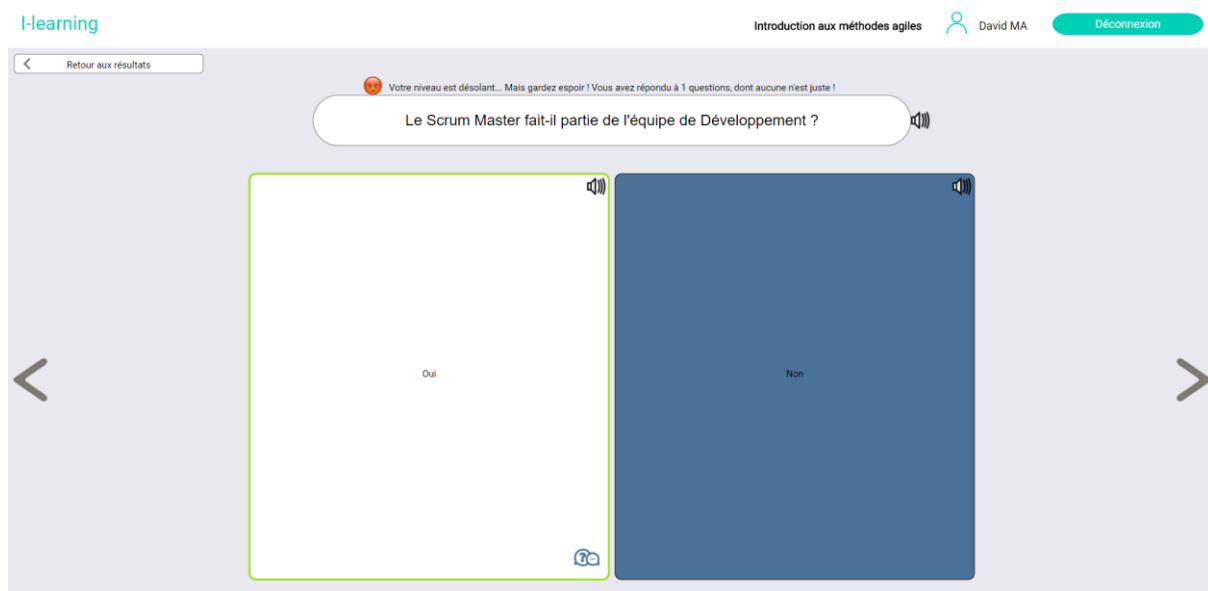 I-learning
Introduction aux méthodes agiles
David MA
Déconnexion
Retour aux résultats
Votre niveau est désolant... Mais gardez espoir ! Vous avez répondu à 1 questions, dont aucune n'est juste !
Le Scrum Master fait-il partie de l'équipe de Développement ?
Oui
Non